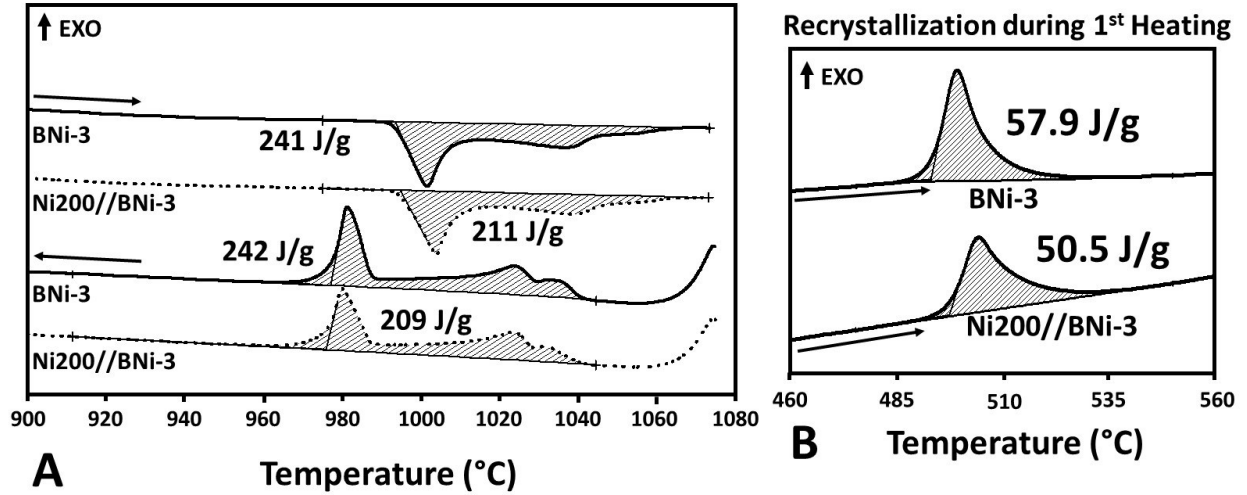 EXO
BNi-3
241 J/g
Ni200//BNi-3
211 J/g
242 J/g
BNi-3
209 J/g
Ni200//BNi-3
900 920 940 960 980 1000 1020 1040 1060 1080
A
Temperature (°C)
Recrystallization during 1st Heating
EXO
57.9 J/g
BNi-3
50.5 J/g
Ni200//BNi-3
460 485 510 535 560
B
Temperature (°C)